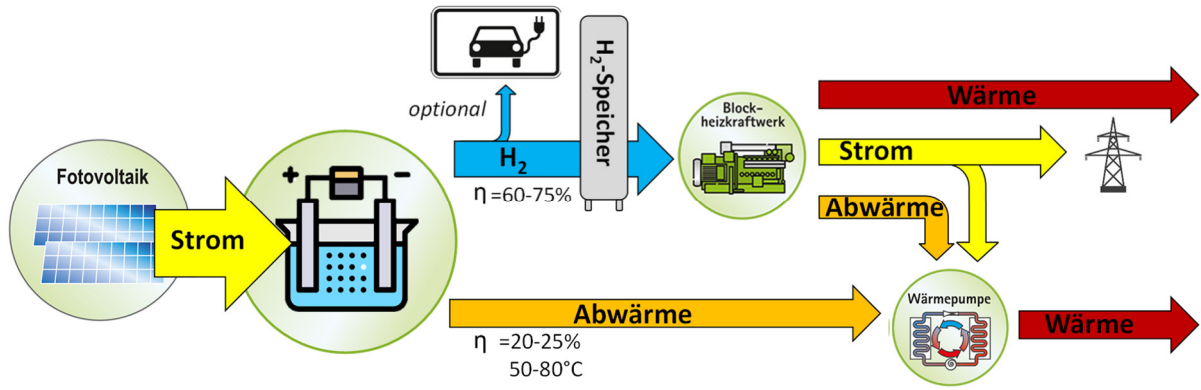 Fotovoltaik
Strom
+ −
optional
H₂
η =60-75%
H₂-Speicher
Block-
heizkraftwerk
Wärme
Strom
Abwärme
Abwärme
η =20-25%
50-80°C
Wärmepumpe
Wärme